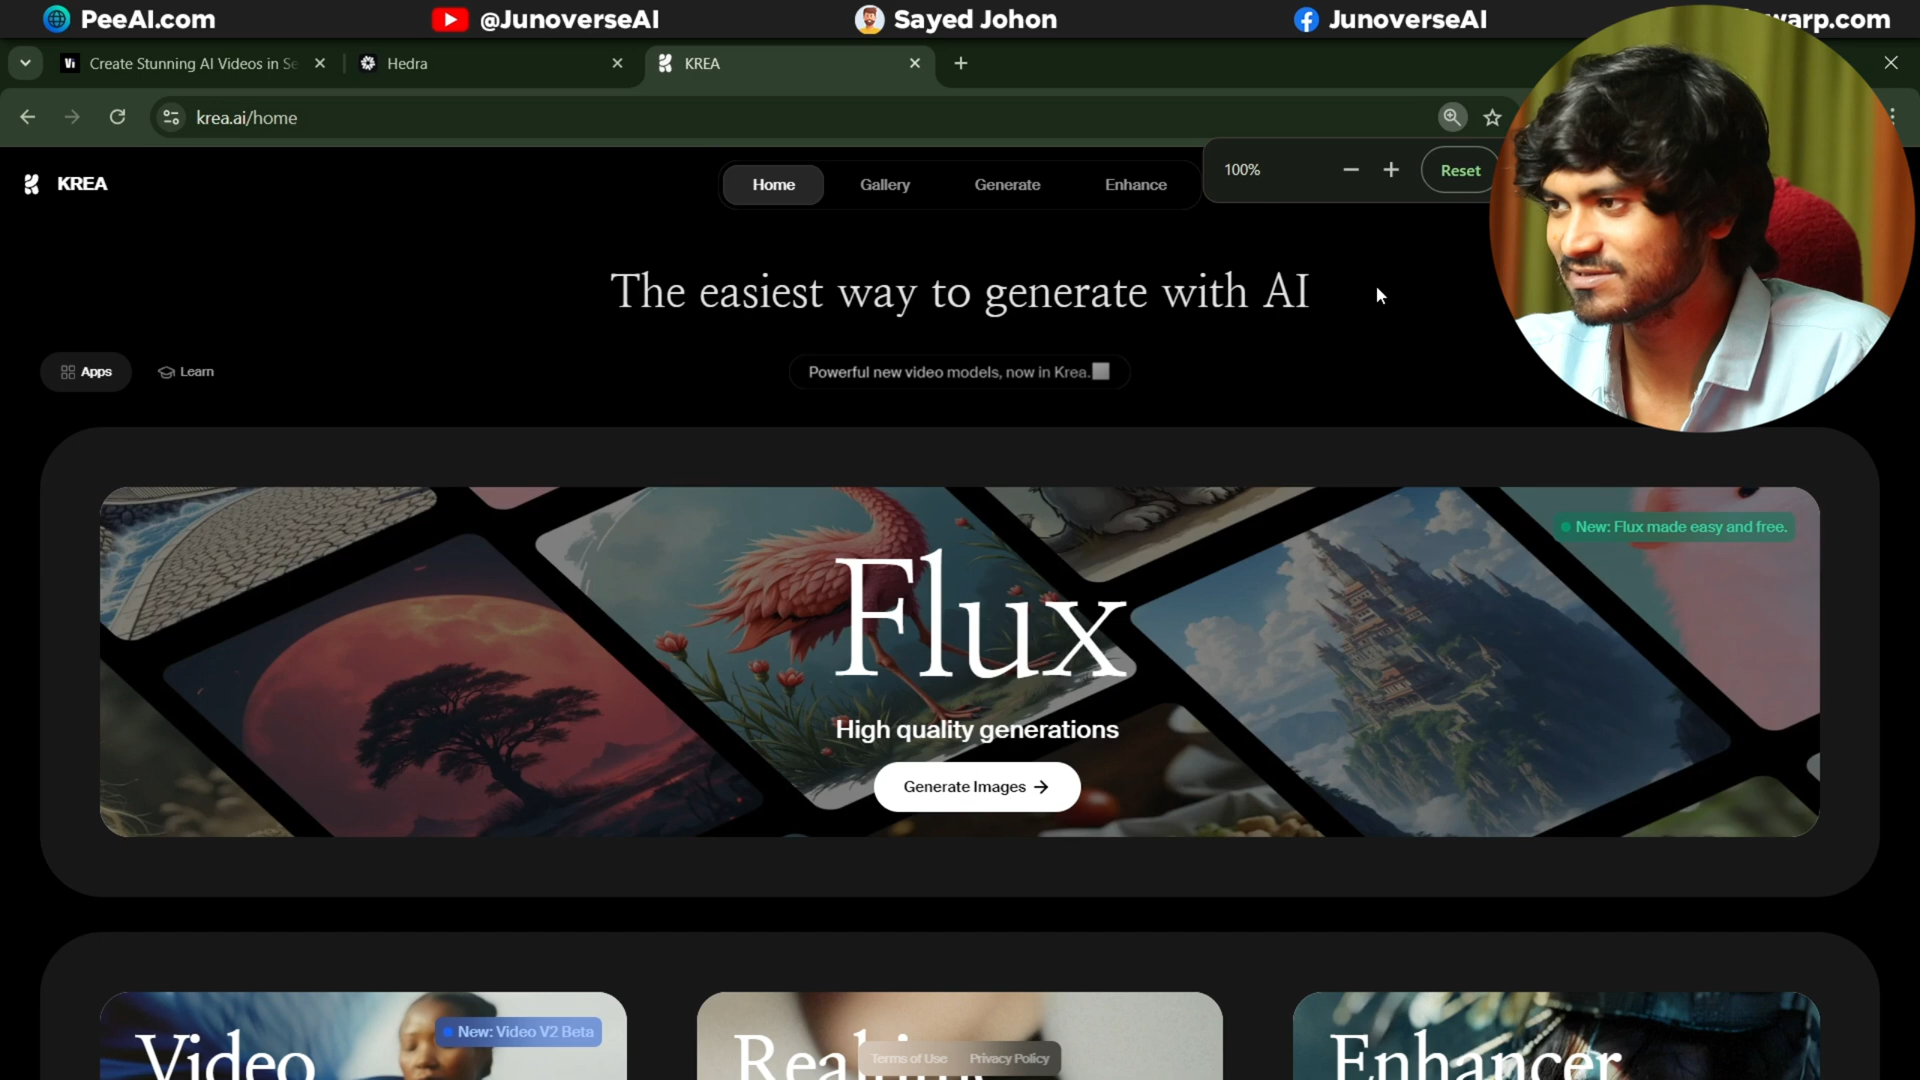 PeeAI.com
@JunoverseAI
Sayed Johon
JunoverseAI
warp.com
Create Stunning AI Videos in Se
Hedra
KREA
krea.ai/home
KREA
Home
Gallery
Generate
Enhance
100%
Reset
The easiest way to generate with AI
Apps
Learn
Powerful new video models, now in Krea.
New: Flux made easy and free.
Flux
High quality generations
Generate Images
Video
New: Video V2 Beta
Terms of Use
Privacy Policy
Enhancer